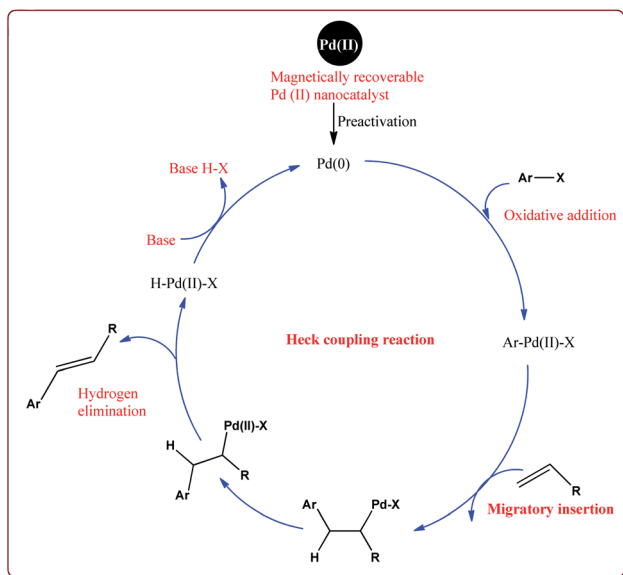 Pd(II)
Magnetically recoverable
Pd (II) nanocatalyst
Preactivation
Pd(0)
Base H-X
Ar—X
Oxidative addition
Base
H-Pd(II)-X
Heck coupling reaction
Ar-Pd(II)-X
R
Ar
Hydrogen
elimination
Pd(II)-X
H
R
Ar
R
Migratory insertion
Ar
Pd-X
H
R